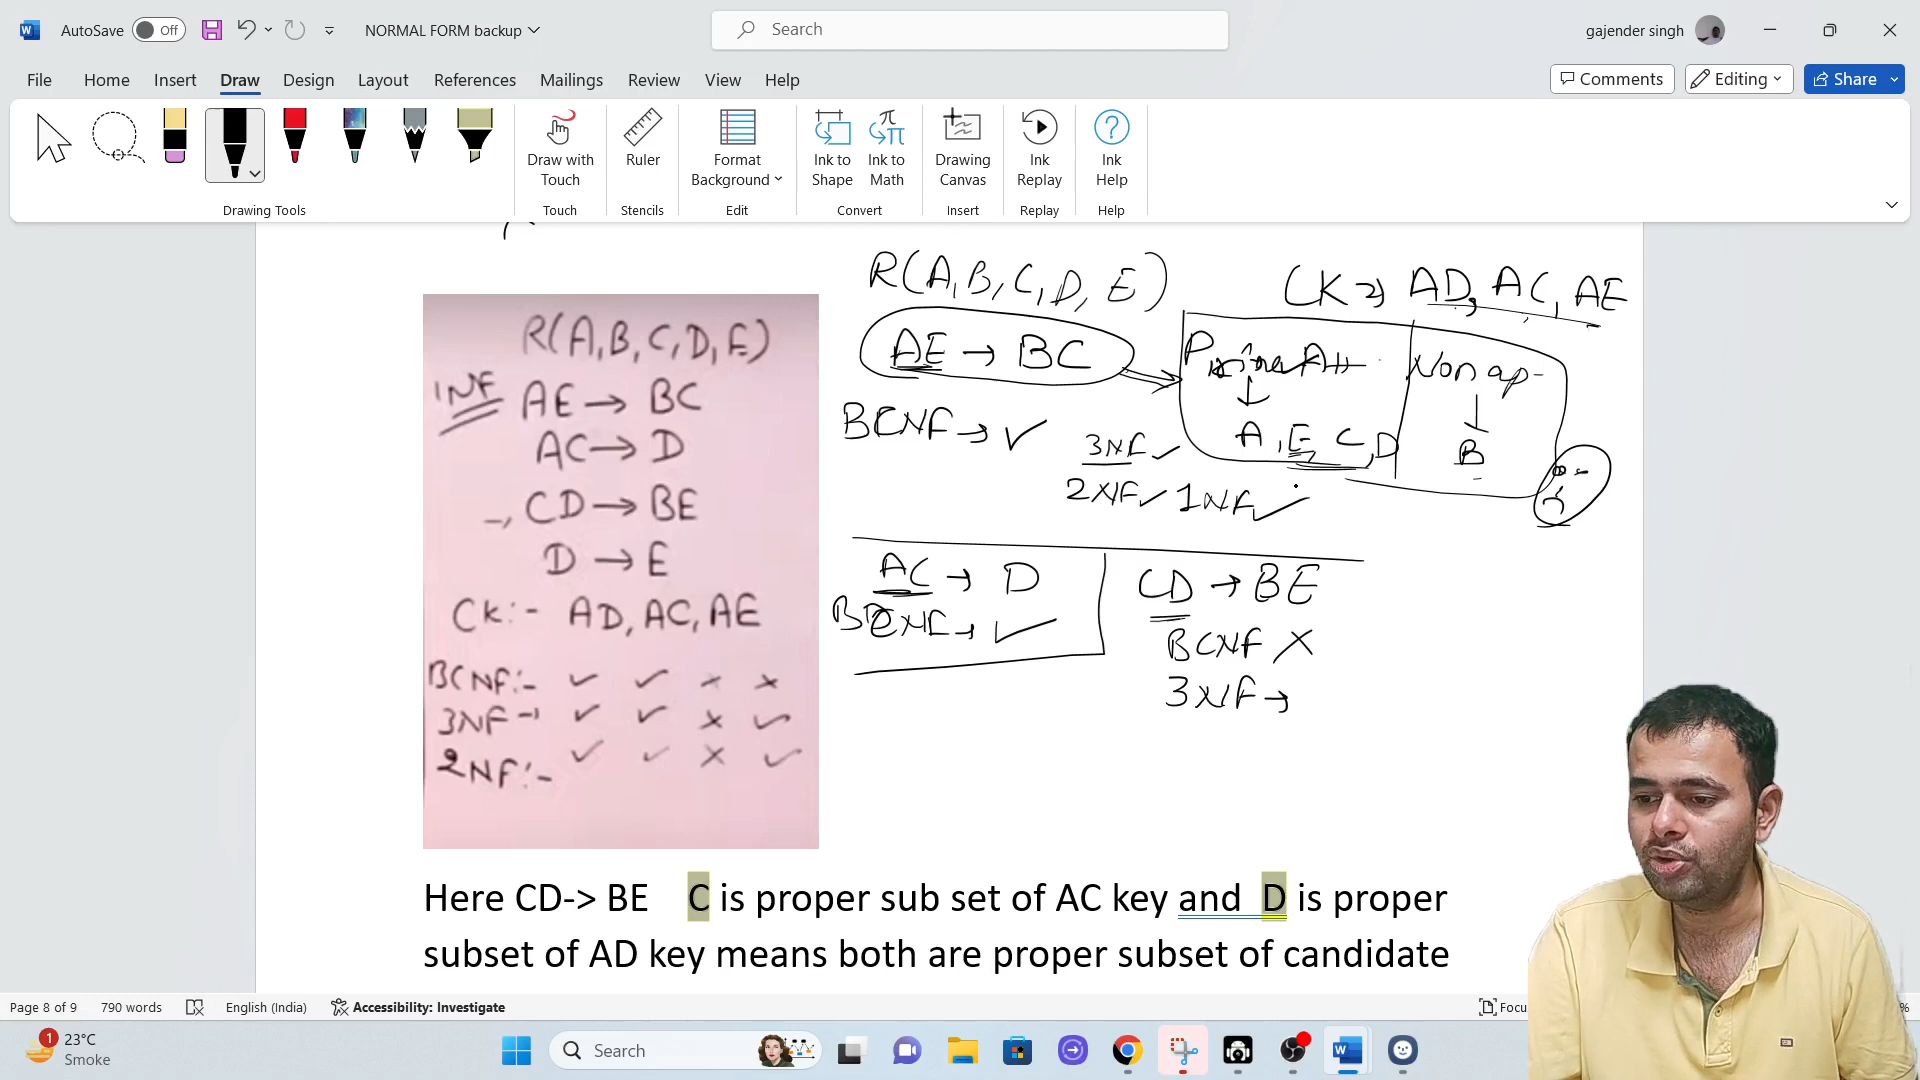 AutoSave Off NORMAL FORM backup Search gajender singh
File Home Insert Draw Design Layout References Mailings Review View Help Comments Editing Share
Draw with Touch Ruler Format Background Ink to Shape Ink to Math Drawing Canvas Ink Replay Ink Help
Drawing Tools Touch Stencils Edit Convert Insert Replay Help
R(A,B,C,D,E)
1NF AE → BC
AC → D
CD → BE
D → E
Ck:- AD, AC, AE
BCNF:- ✓ ✓ × ×
3NF → ✓ ✓ × ✓
2NF:- ✓ ✓ × ✓
R(A,B,C,D,E)
CK => AD, AC, AE
AE → BC
BCNF → ✓
3NF ✓
2NF ✓ 1NF ✓
Prime Att
A, E, C, D
Non
B
AC → D
✓
CD → BE
BCNF X
3NF →
Here CD-> BE C is proper sub set of AC key and D is proper
subset of AD key means both are proper subset of candidate
Page 8 of 9 790 words English (India) Accessibility: Investigate Focu %
1 23°C
Smoke
Search